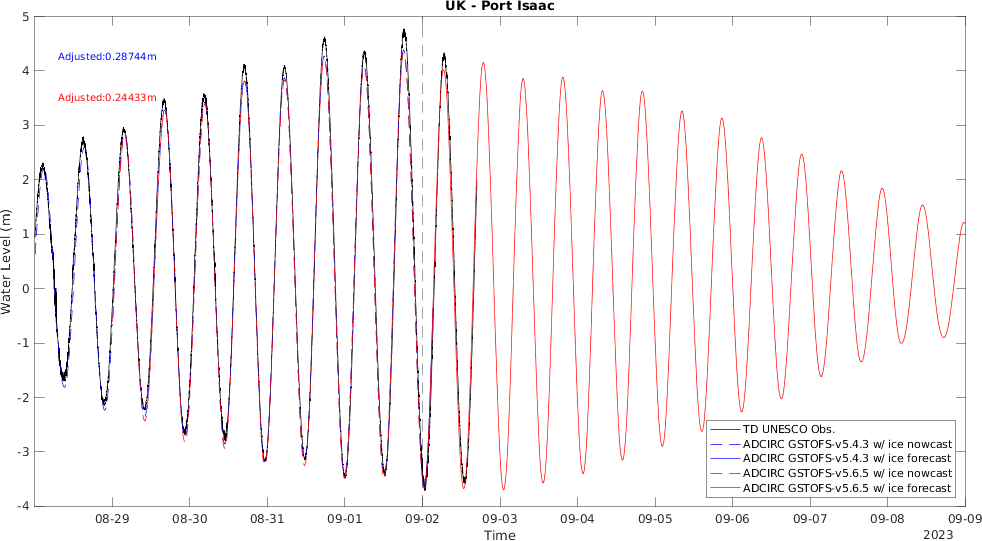 UK - Port Isaac
5
4
3
2
1
0
-1
-2
-3
-4
Water Level (m)
Adjusted:0.28744m
Adjusted:0.24433m
TD UNESCO Obs.
ADCIRC GSTOFS-v5.4.3 w/ ice nowcast
ADCIRC GSTOFS-v5.4.3 w/ ice forecast
ADCIRC GSTOFS-v5.6.5 w/ ice nowcast
ADCIRC GSTOFS-v5.6.5 w/ ice forecast
08-29 08-30 08-31 09-01 09-02 09-03 09-04 09-05 09-06 09-07 09-08 09-09
Time
2023